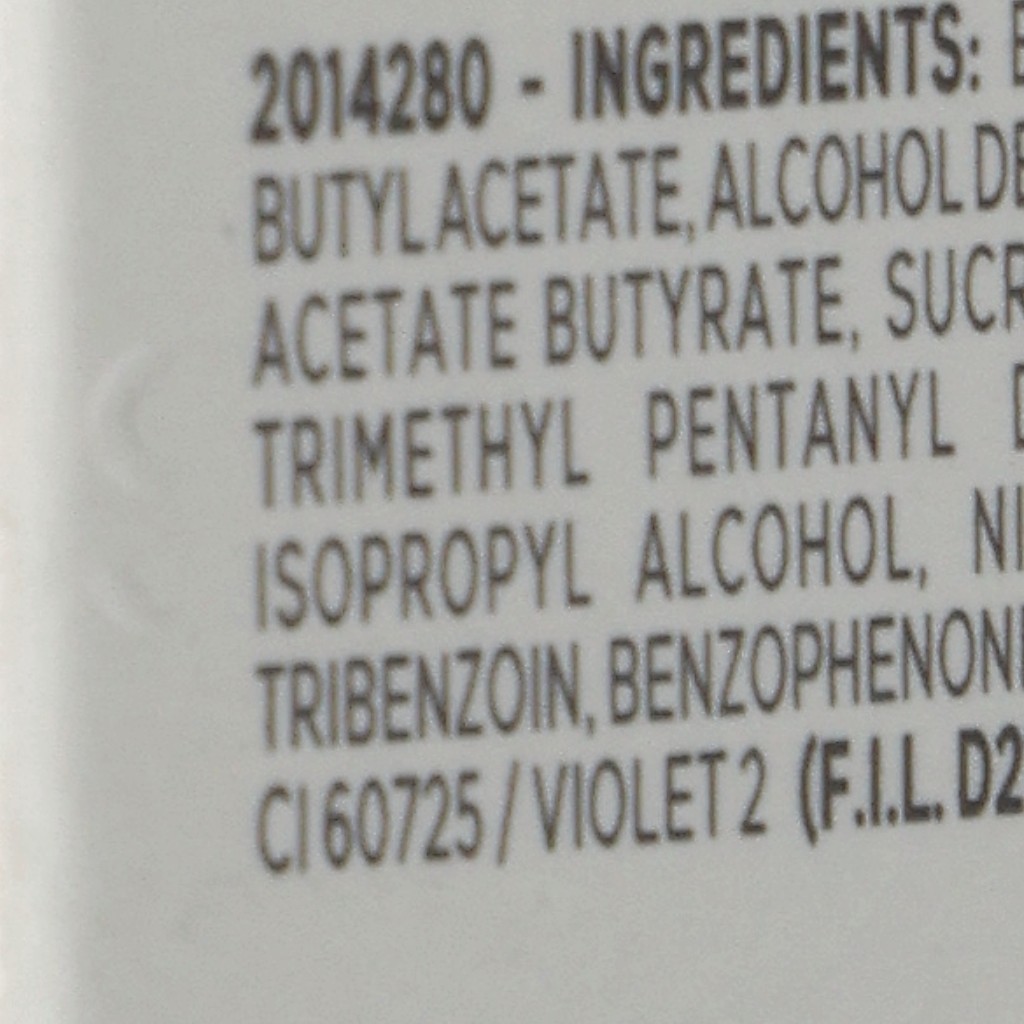 2014280 - INGREDIENTS:
BUTYL ACETATE, ALCOHOL
ACETATE BUTYRATE,
TRIMETHYL PENTANYL
ISOPROPYL ALCOHOL,
TRIBENZOIN,
CI 60725 / VIOLET 2 (F.I.L.